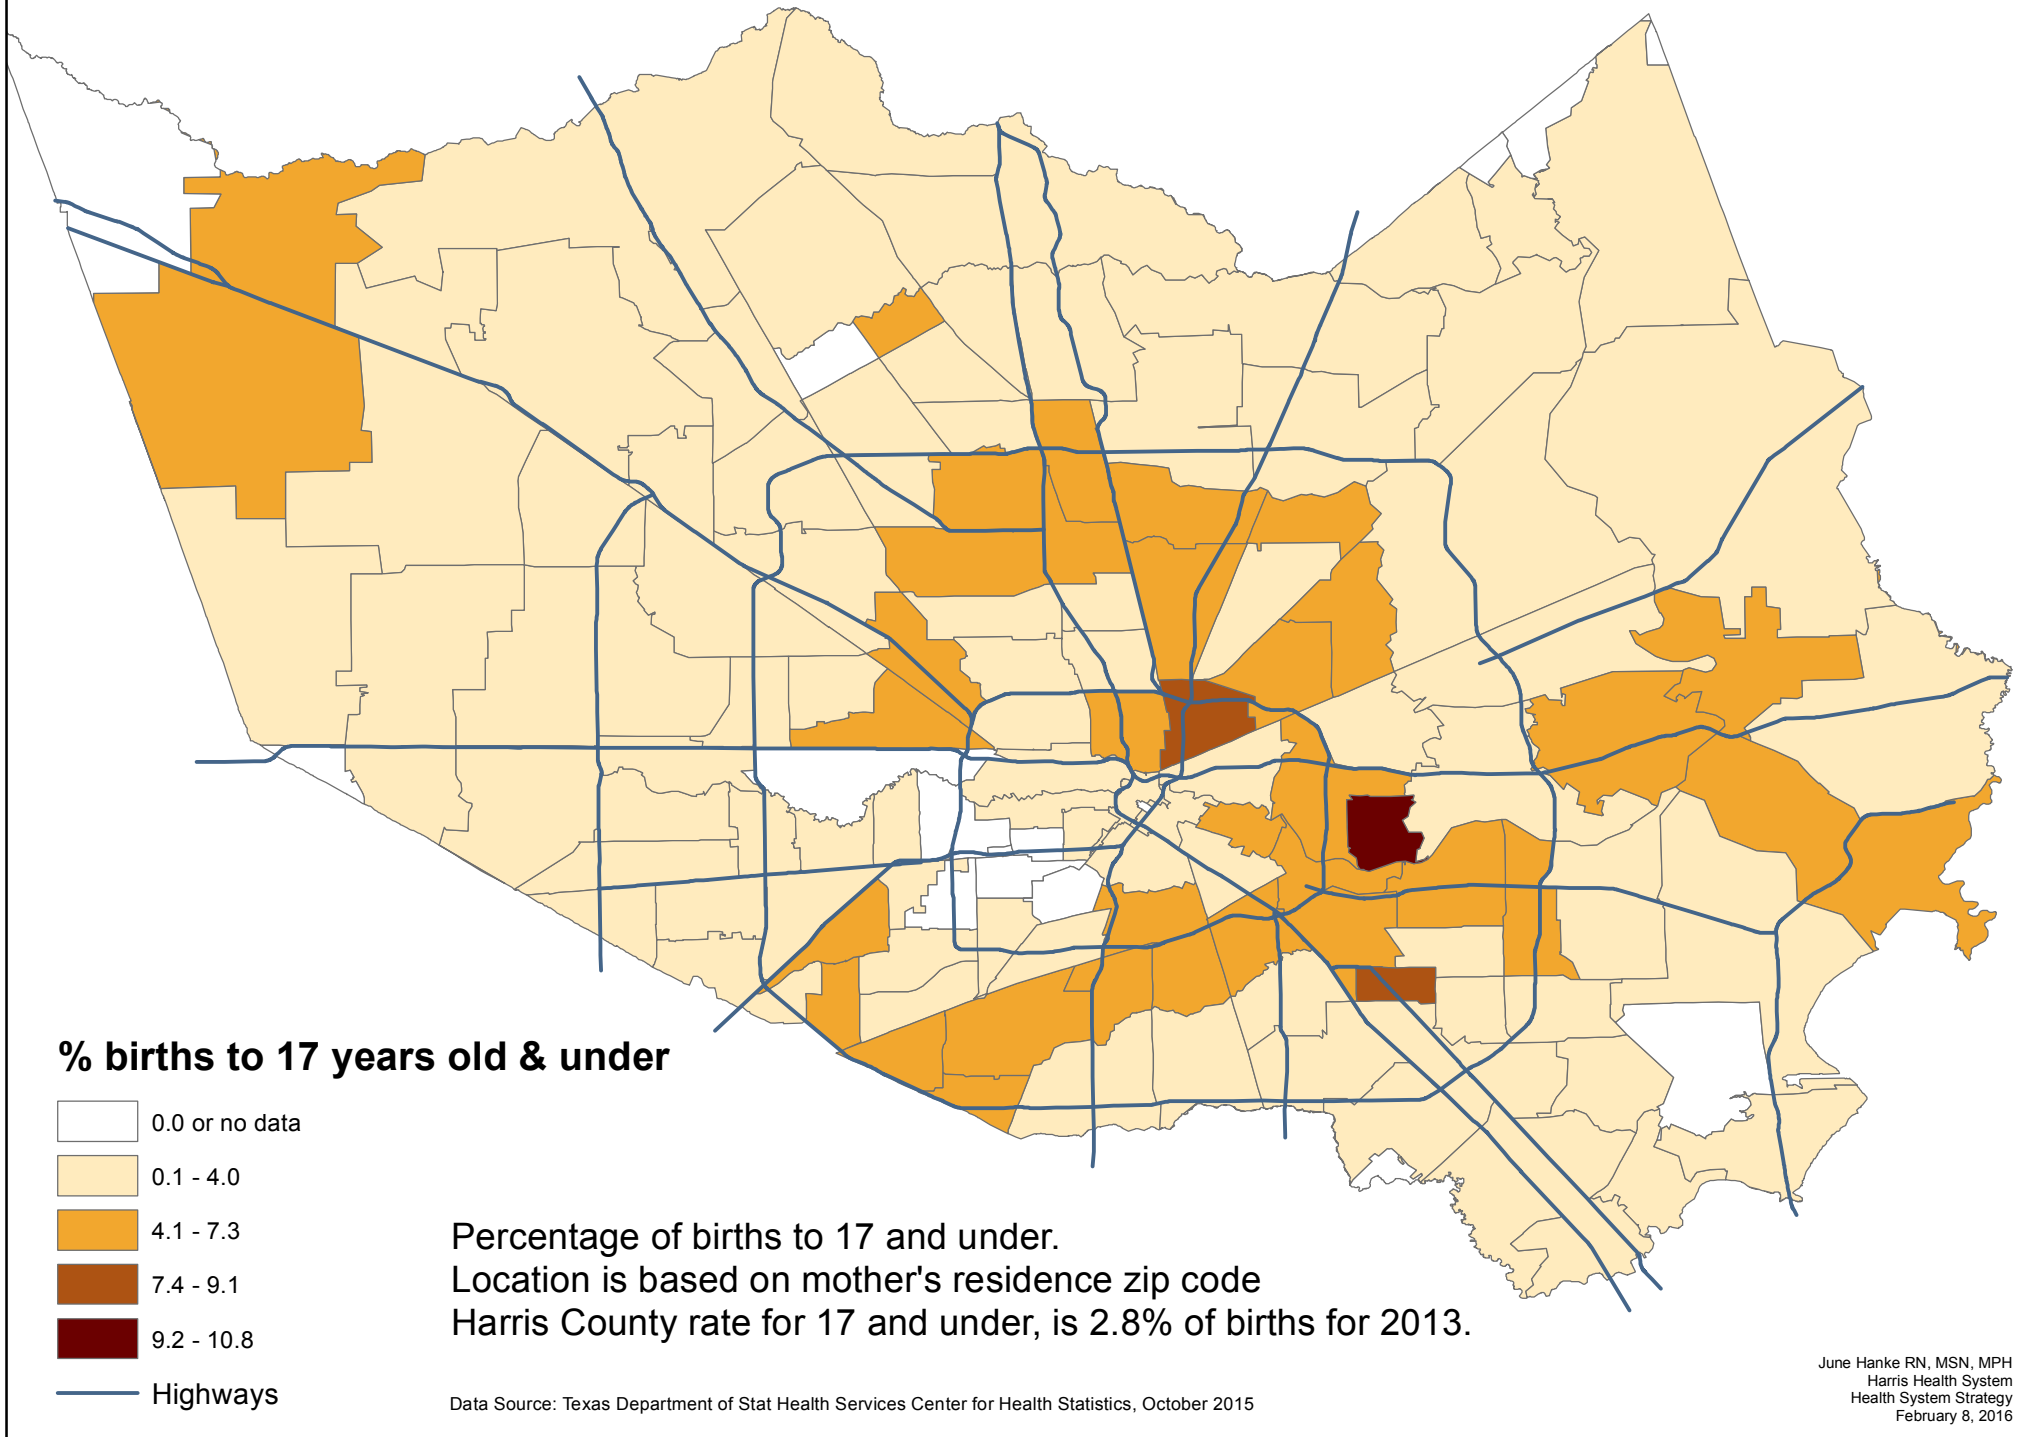 % births to 17 years old & under
0.0 or no data
0.1 - 4.0
4.1 - 7.3
7.4 - 9.1
9.2 - 10.8
Highways
Percentage of births to 17 and under.
Location is based on mother's residence zip code
Harris County rate for 17 and under, is 2.8% of births for 2013.
Data Source: Texas Department of Stat Health Services Center for Health Statistics, October 2015
June Hanke RN, MSN, MPH
Harris Health System
Health System Strategy
February 8, 2016